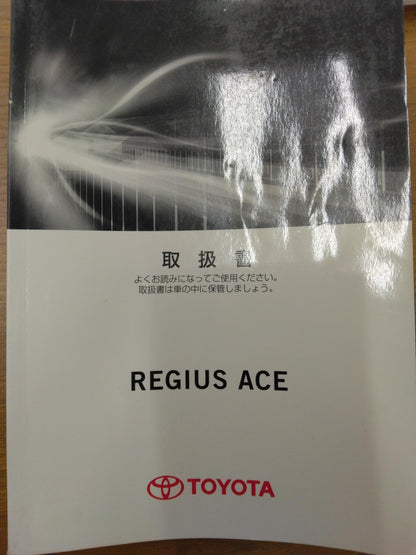 取扱書
よくお読みになってご使用ください。
取扱書は車の中に保管しましょう。
REGIUS ACE
TOYOTA